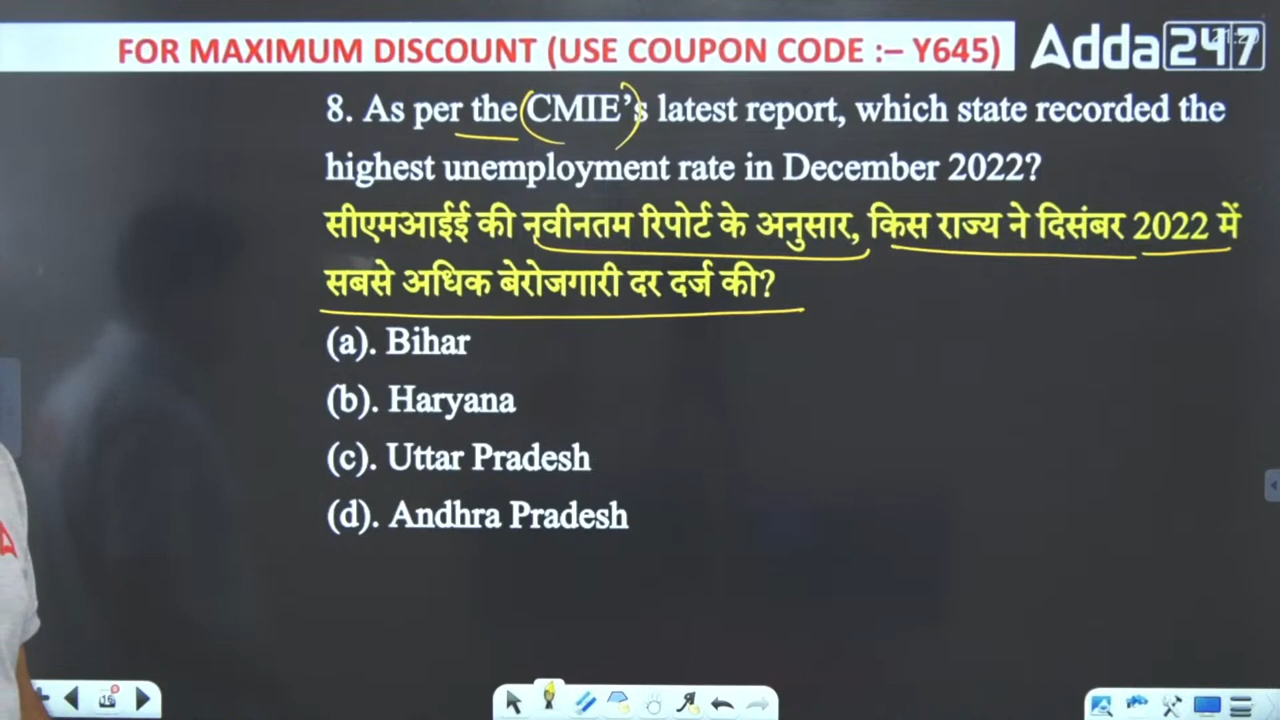 FOR MAXIMUM DISCOUNT (USE COUPON CODE :– Y645)
Adda247
8. As per the CMIE’s latest report, which state recorded the
highest unemployment rate in December 2022?
सीएमआईई की नवीनतम रिपोर्ट के अनुसार, किस राज्य ने दिसंबर 2022 में
सबसे अधिक बेरोजगारी दर दर्ज की?
(a). Bihar
(b). Haryana
(c). Uttar Pradesh
(d). Andhra Pradesh
16